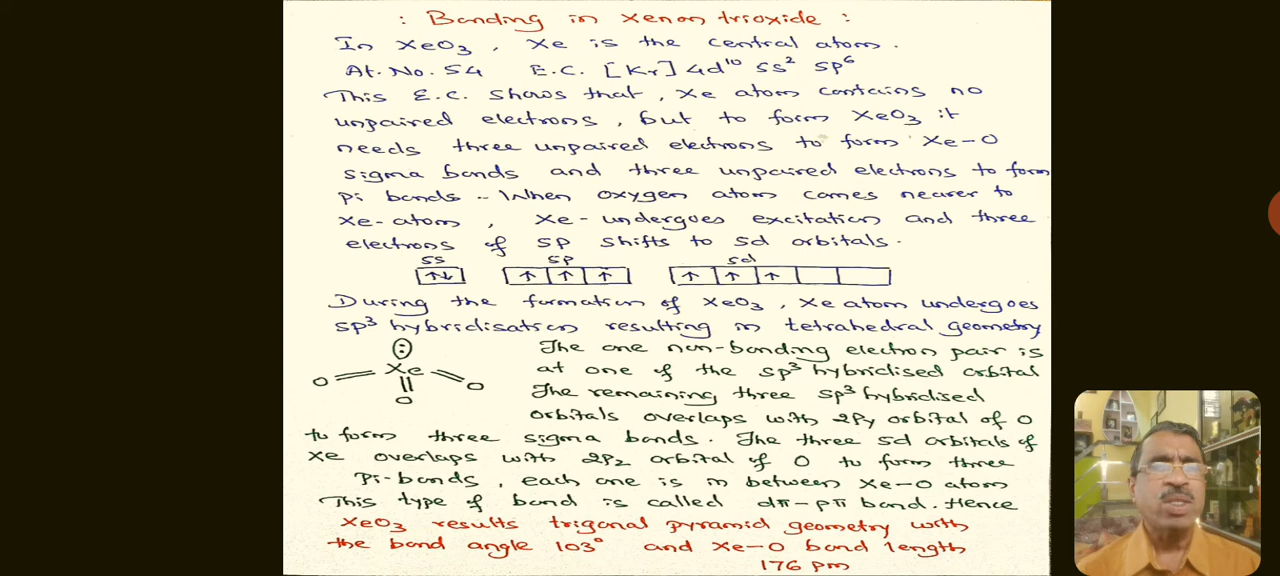 : Bonding in Xenon trioxide :
In XeO₃, Xe is the central atom.
At. No. 54 E.C. [Kr] 4d¹⁰ 5s² 5p⁶
This E.C. shows that, Xe atom contains no
unpaired electrons, but to form XeO₃ it
needs three unpaired electrons to form Xe-O
sigma bonds and three unpaired electrons to form
Pi bonds .. When oxygen atom comes nearer to
Xe-atom, Xe-undergoes excitation and three
electrons of 5p shifts to 5d orbitals.
5s 5p 5d
↑↓ ↑ ↑ ↑ ↑ ↑ ↑
During the formation of XeO₃, Xe atom undergoes
sp³ hybridisation resulting in tetrahedral geometry
The one non-bonding electron pair is
at one of the sp³ hybridised orbital
The remaining three sp³ hybridised
orbitals overlaps with 2Py orbital of O
Xe
O O
O
to form three sigma bonds. The three 5d orbitals of
Xe overlaps with 2Pz orbital of O to form three
Pi-bonds, each one is in between Xe-O atom
This type of bond is called dπ-pπ bond. Hence
XeO₃ results trigonal pyramid geometry with
the bond angle 103° and Xe-O bond length
176 pm